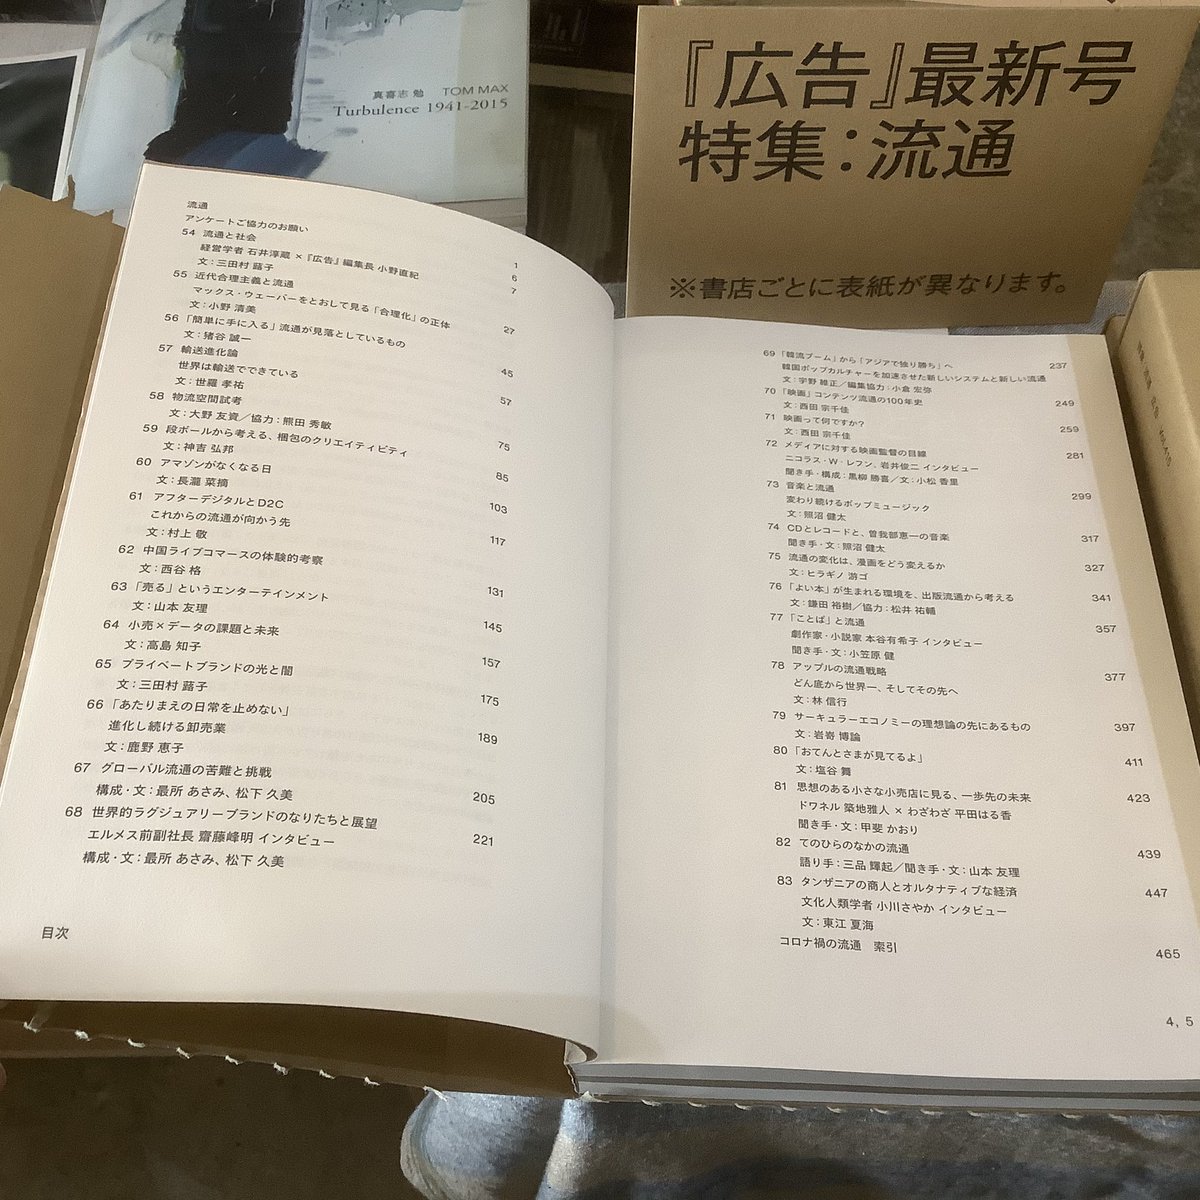 真喜志 勉　TOM MAX
Turbulence 1941-2015
『広告』最新号
特集：流通
※書店ごとに表紙が異なります。
流通 1
アンケートご協力のお願い 6
54 流通と社会 7
経営学者 石井淳蔵 ×『広告』編集長 小野直紀
文：三田村 蕗子
55 近代合理主義と流通 27
マックス・ウェーバーをとおして見る「合理化」の正体
文：小野 清美
56 「簡単に手に入る」流通が見落としているもの 45
文：猪谷 誠一
57 輸送進化論 57
世界は輸送でできている
文：世羅 孝祐
58 物流空間試考 75
文：大野 友資／協力：熊田 秀敏
59 段ボールから考える、梱包のクリエイティビティ 85
文：神吉 弘邦
60 アマゾンがなくなる日 103
文：長瀧 菜摘
61 アフターデジタルとD2C 117
これからの流通が向かう先
文：村上 敬
62 中国ライブコマースの体験的考察 131
文：西谷 格
63 「売る」というエンターテインメント 145
文：山本 友理
64 小売×データの課題と未来 157
文：高島 知子
65 プライベートブランドの光と闇 175
文：三田村 蕗子
66 「あたりまえの日常を止めない」 189
進化し続ける卸売業
文：鹿野 恵子
67 グローバル流通の苦難と挑戦 205
構成・文：最所 あさみ、松下 久美
68 世界的ラグジュアリーブランドのなりたちと展望 221
エルメス前副社長 齋藤峰明 インタビュー
構成・文：最所 あさみ、松下 久美
目次
69 「韓流ブーム」から「アジアで独り勝ち」へ 237
韓国ポップカルチャーを加速させた新しいシステムと新しい流通
文：宇野 維正／編集協力：小倉 宏弥
70 「映画」コンテンツ流通の100年史 249
文：西田 宗千佳
71 映画って何ですか？ 259
文：西田 宗千佳
72 メディアに対する映画監督の目線 281
ニコラス・W・レフン、岩井俊二 インタビュー
聞き手・構成：黒柳 勝喜／文：小松 香里
73 音楽と流通 299
変わり続けるポップミュージック
文：照沼 健太
74 CDとレコードと、曽我部恵一の音楽 317
聞き手・文：照沼 健太
75 流通の変化は、漫画をどう変えるか 327
文：ヒラギノ 游ゴ
76 「よい本」が生まれる環境を、出版流通から考える 341
文：鎌田 裕樹／協力：松井 祐輔
77 「ことば」と流通 357
劇作家・小説家 本谷有希子 インタビュー
聞き手・文：小笠原 健
78 アップルの流通戦略 377
どん底から世界一、そしてその先へ
文：林 信行
79 サーキュラーエコノミーの理想論の先にあるもの 397
文：岩嵜 博論
80 「おてんとさまが見てるよ」 411
文：塩谷 舞
81 思想のある小さな小売店に見る、一歩先の未来 423
ドワネル 築地雅人 × わざわざ 平田はる香
聞き手・文：甲斐 かおり
82 てのひらのなかの流通 439
語り手：三品 輝起／聞き手・文：山本 友理
83 タンザニアの商人とオルタナティブな経済 447
文化人類学者 小川さやか インタビュー
文：東江 夏海
コロナ禍の流通　索引 465
4, 5